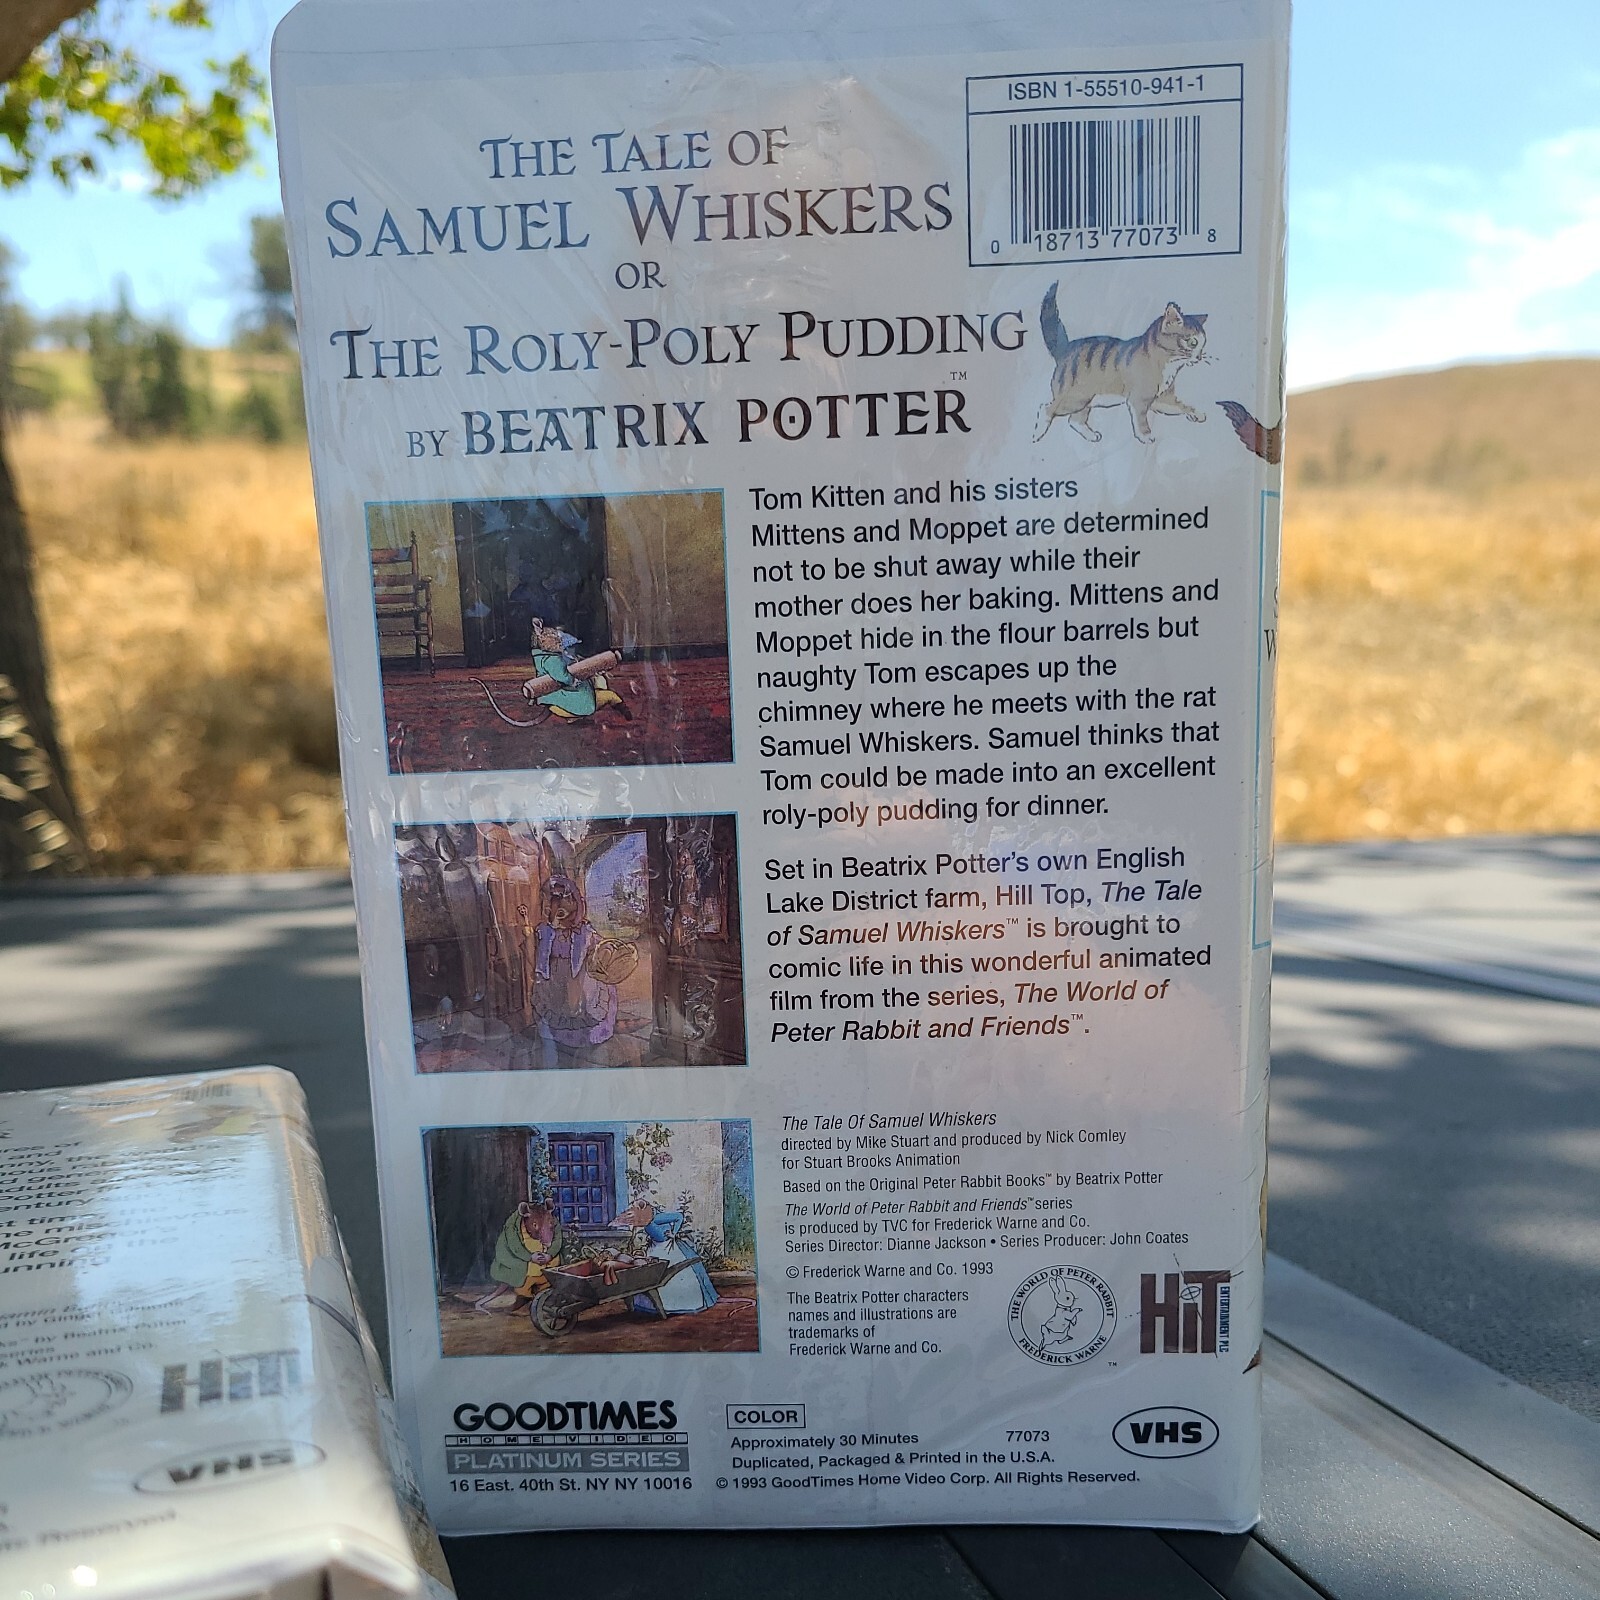 ISBN 1-55510-941-1
0 18713 77073 8
THE TALE OF
SAMUEL WHISKERS
OR
THE ROLY-POLY PUDDING
BY BEATRIX POTTER™
Tom Kitten and his sisters
Mittens and Moppet are determined
not to be shut away while their
mother does her baking. Mittens and
Moppet hide in the flour barrels but
naughty Tom escapes up the
chimney where he meets with the rat
Samuel Whiskers. Samuel thinks that
Tom could be made into an excellent
roly-poly pudding for dinner.
Set in Beatrix Potter's own English
Lake District farm, Hill Top, The Tale
of Samuel Whiskers™ is brought to
comic life in this wonderful animated
film from the series, The World of
Peter Rabbit and Friends™.
The Tale Of Samuel Whiskers
directed by Mike Stuart and produced by Nick Comley
for Stuart Brooks Animation
Based on the Original Peter Rabbit Books™ by Beatrix Potter
The World of Peter Rabbit and Friends™ series
is produced by TVC for Frederick Warne and Co.
Series Director: Dianne Jackson • Series Producer: John Coates
© Frederick Warne and Co. 1993
The Beatrix Potter characters
names and illustrations are
trademarks of
Frederick Warne and Co.
THE WORLD OF PETER RABBIT
FREDERICK WARNE ™
HiT
ENTERTAINMENT PLC
GOODTIMES
HOME VIDEO
PLATINUM SERIES
16 East. 40th St. NY NY 10016
COLOR
Approximately 30 Minutes 77073
Duplicated, Packaged & Printed in the U.S.A.
© 1993 GoodTimes Home Video Corp. All Rights Reserved.
VHS
by Beatrix Potter
Warne and Co.
HiT
VHS
Reserved.